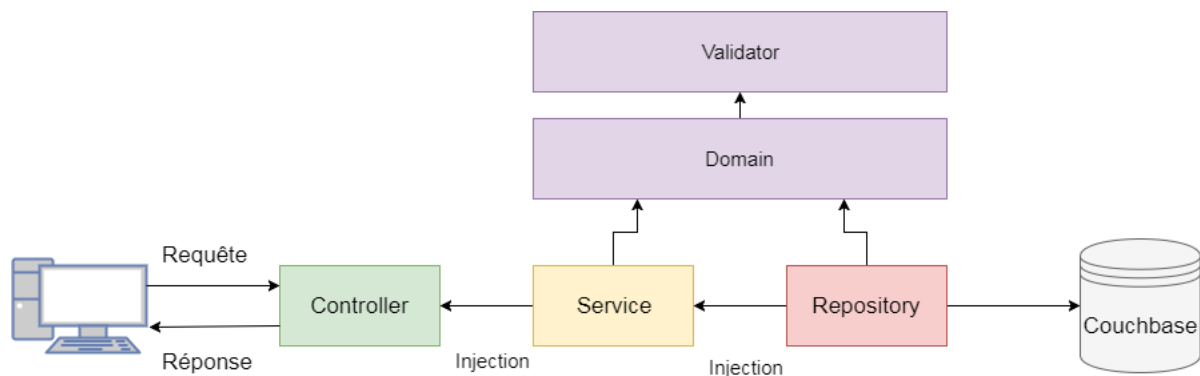 Validator
Domain
Requête
Controller
Service
Repository
Couchbase
Réponse
Injection
Injection